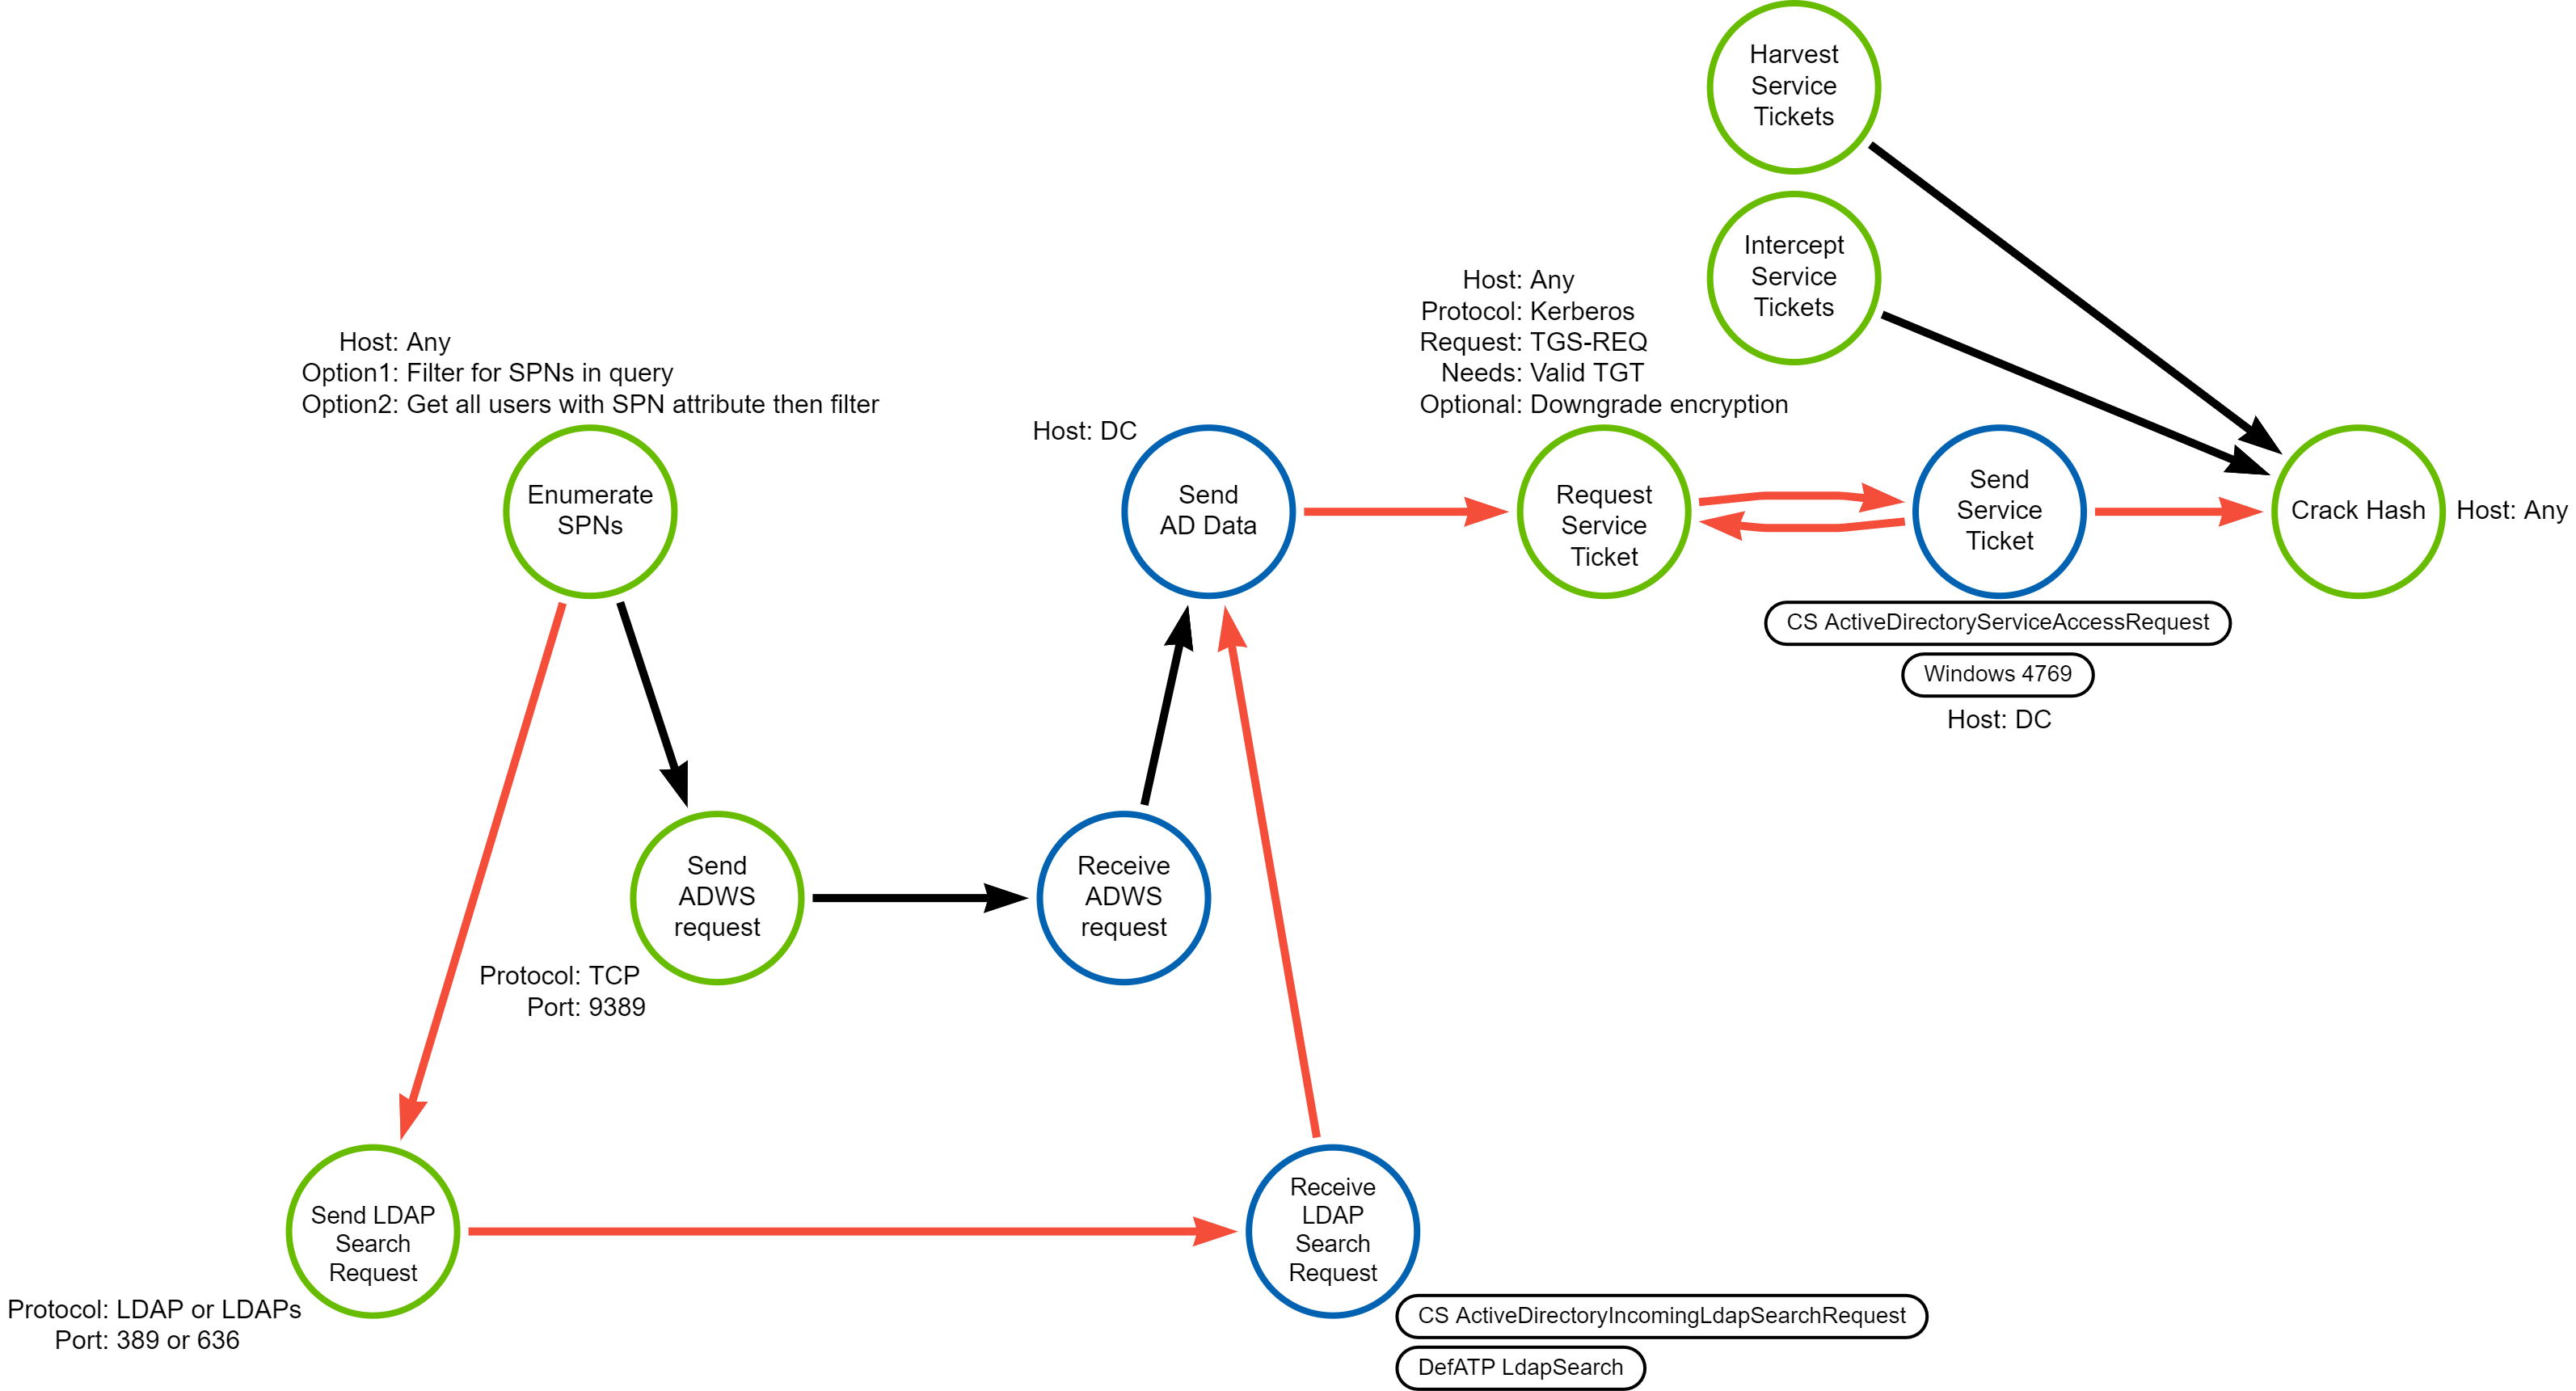 Harvest
Service
Tickets
Intercept
Service
Tickets
Host: Any
Protocol: Kerberos
Request: TGS-REQ
Needs: Valid TGT
Optional: Downgrade encryption
Host: Any
Option1: Filter for SPNs in query
Option2: Get all users with SPN attribute then filter
Host: DC
Enumerate
SPNs
Send
AD Data
Request
Service
Ticket
Send
Service
Ticket
Crack Hash
Host: Any
CS ActiveDirectoryServiceAccessRequest
Windows 4769
Host: DC
Send
ADWS
request
Receive
ADWS
request
Protocol: TCP
Port: 9389
Send LDAP
Search
Request
Receive
LDAP
Search
Request
Protocol: LDAP or LDAPs
Port: 389 or 636
CS ActiveDirectoryIncomingLdapSearchRequest
DefATP LdapSearch